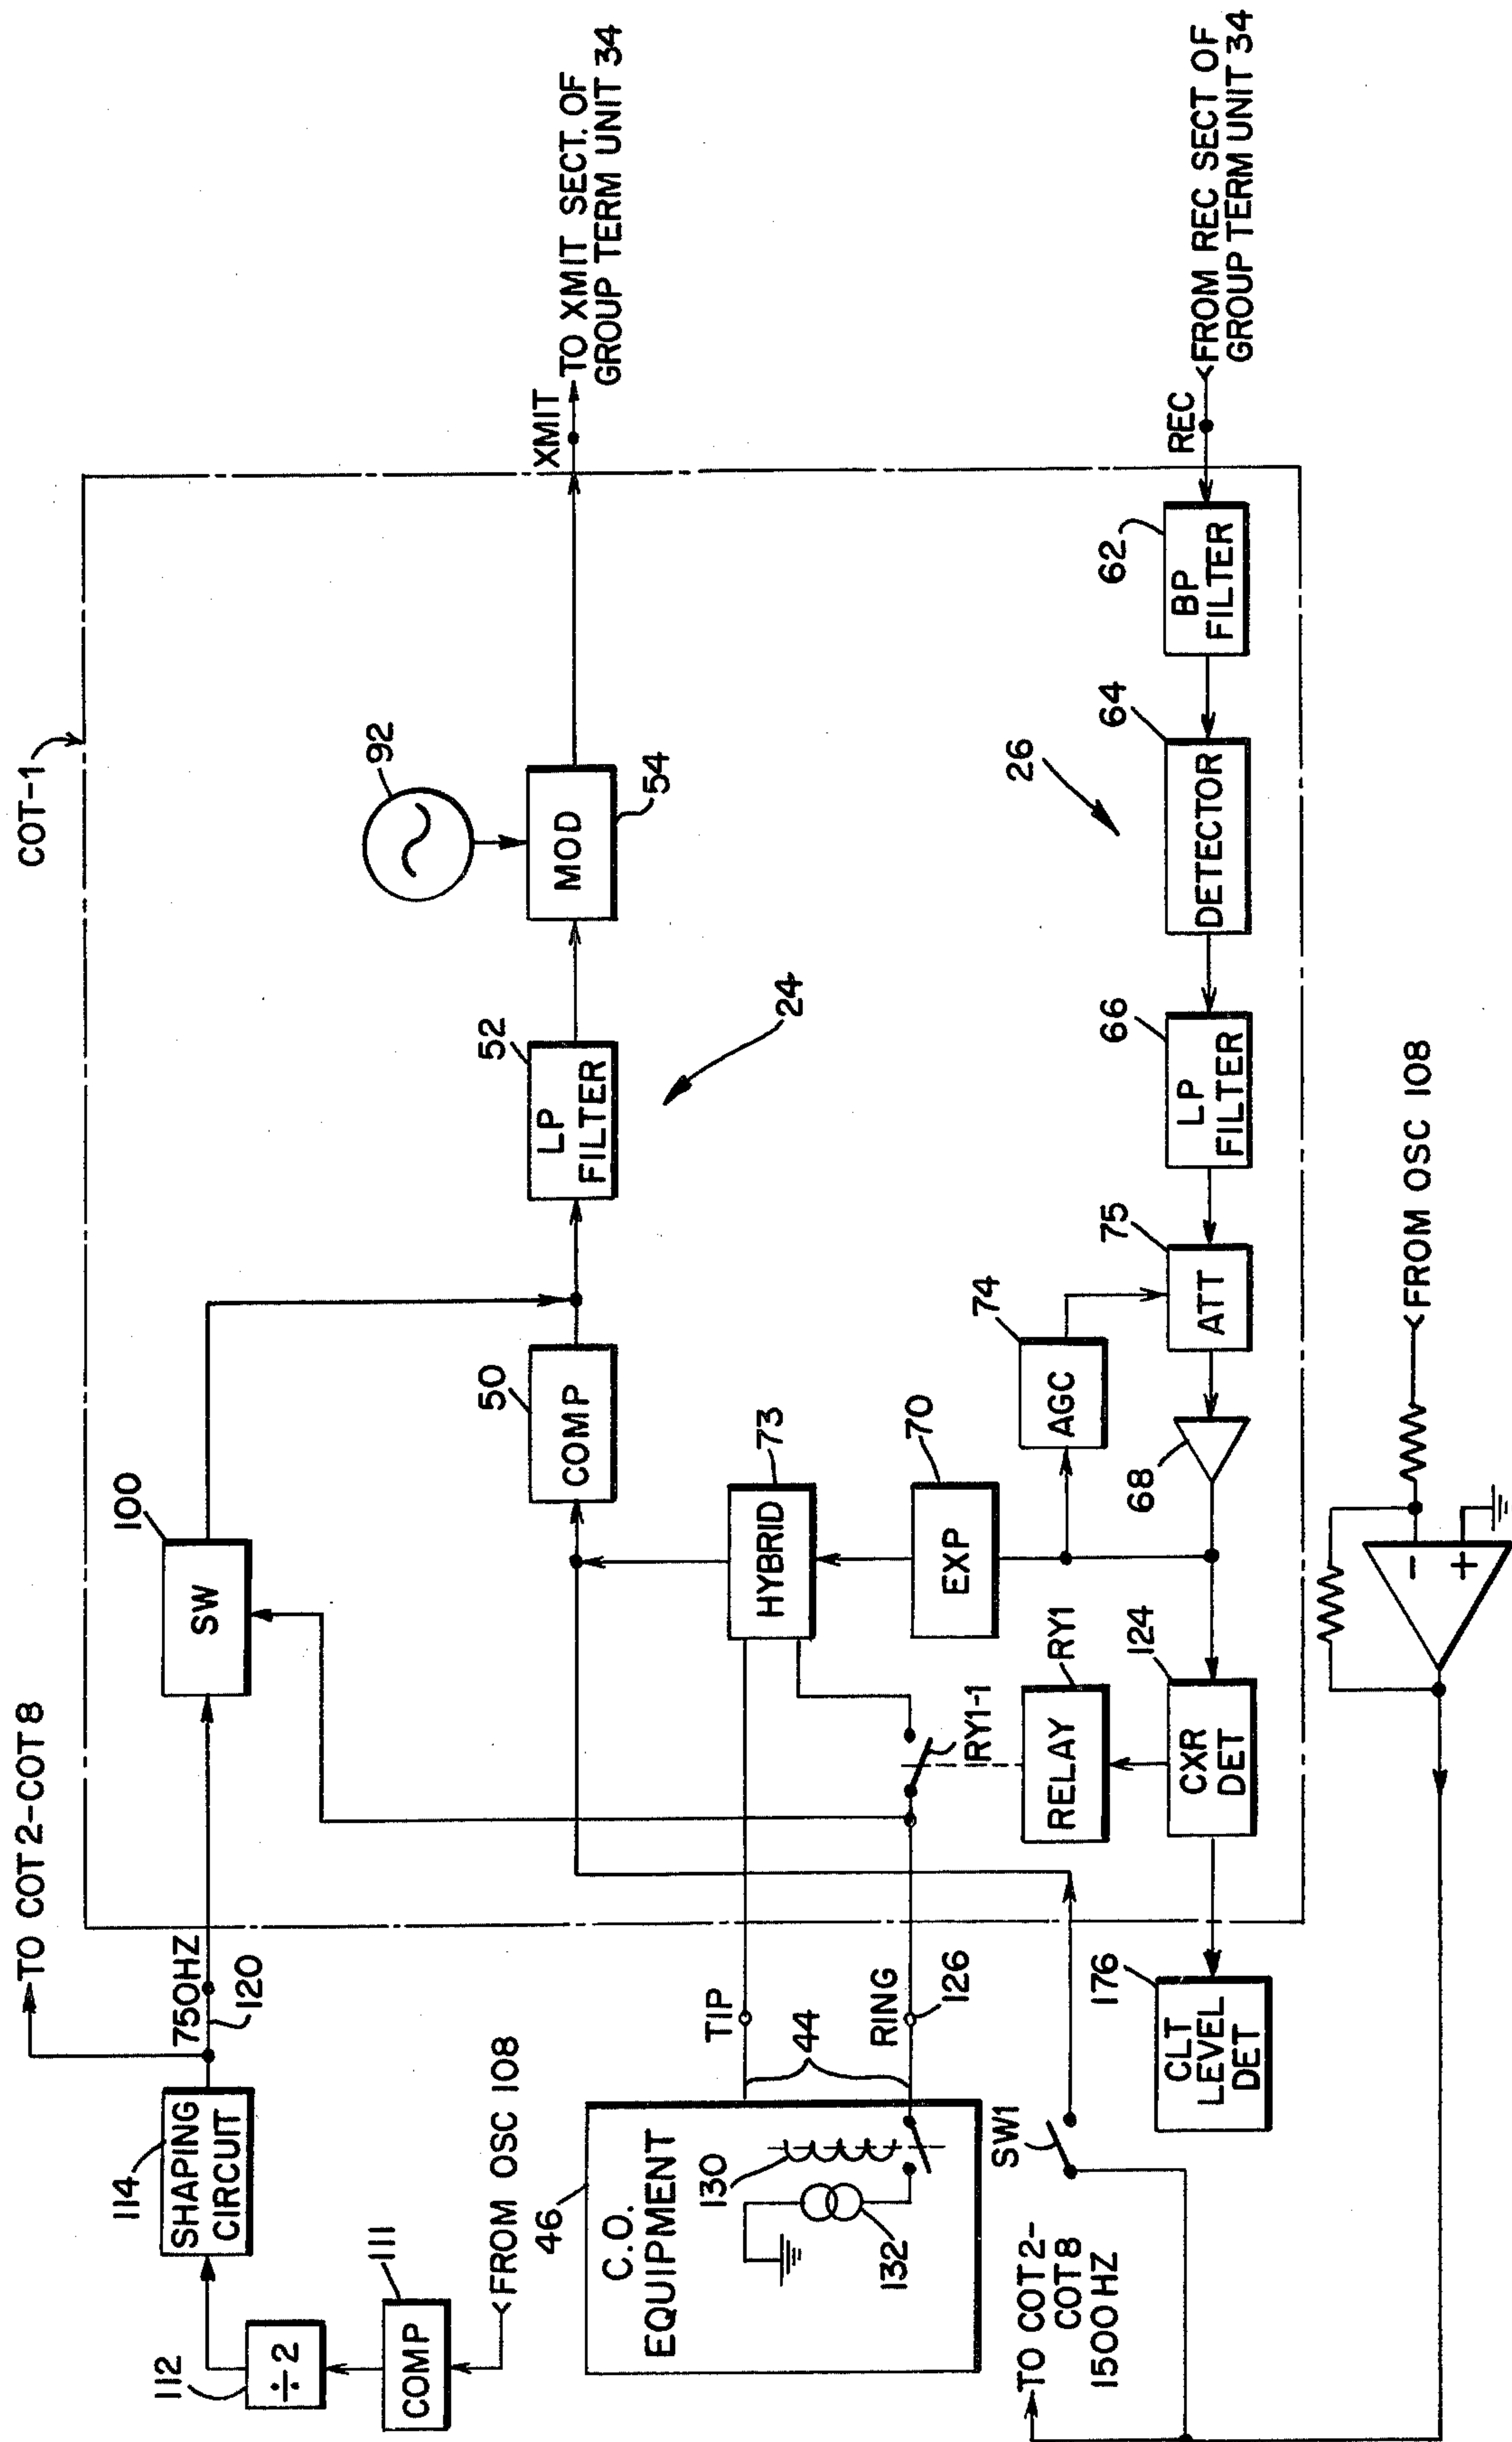 COT-1
TO COT 2-COT 8
114
SHAPING
CIRCUIT
750HZ
120
100
SW
112
÷2
111
COMP
FROM OSC 108
92
50
COMP
52
LP
FILTER
MOD
54
XMIT
TO XMIT SECT. OF
GROUP TERM UNIT 34
24
46
C.O.
EQUIPMENT
130
132
TIP
44
RING
126
73
HYBRID
RY1-1
70
EXP
74
AGC
26
RELAY
RY1
SW1
TO COT 2-
COT 8
1500 HZ
176
CLT
LEVEL
DET
124
CXR
DET
68
75
ATT
66
LP
FILTER
64
DETECTOR
62
BP
FILTER
REC
FROM REC SECT OF
GROUP TERM UNIT 34
-
+
FROM OSC 108